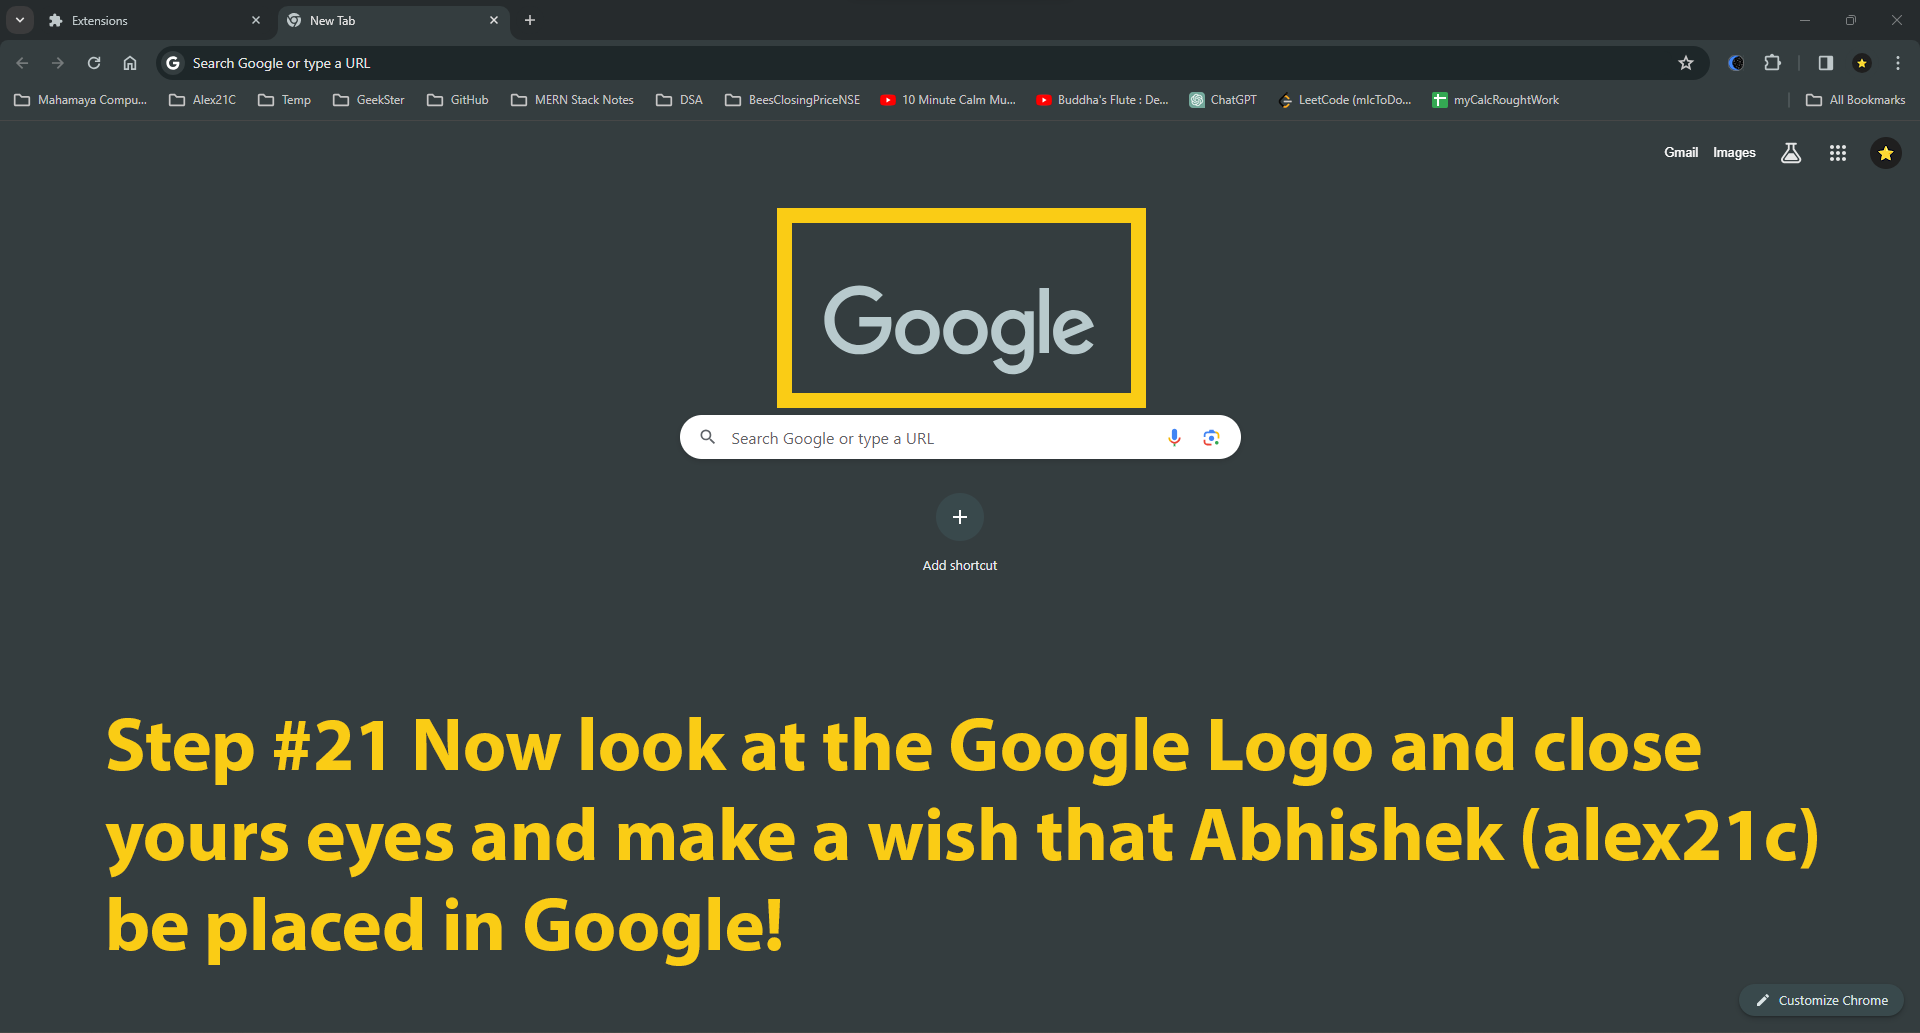 Extensions
New Tab
Search Google or type a URL
Mahamaya Compu... Alex21C Temp GeekSter GitHub MERN Stack Notes DSA BeesClosingPriceNSE 10 Minute Calm Mu... Buddha's Flute : De... ChatGPT LeetCode (mlcToDo... myCalcRoughtWork All Bookmarks
Gmail Images
Google
Search Google or type a URL
Add shortcut
Step #21 Now look at the Google Logo and close
yours eyes and make a wish that Abhishek (alex21c)
be placed in Google!
Customize Chrome